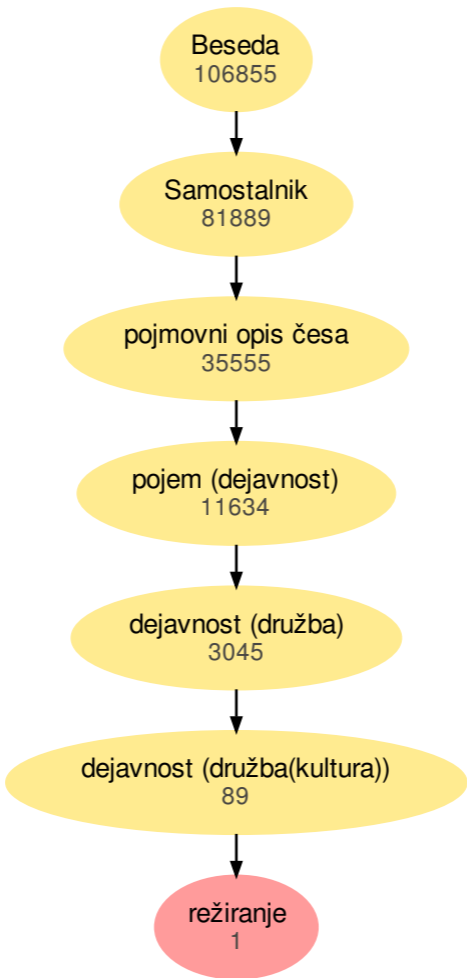 Beseda
106855
Samostalnik
81889
pojmovni opis česa
35555
pojem (dejavnost)
11634
dejavnost (družba)
3045
dejavnost (družba(kultura))
89
režiranje
1